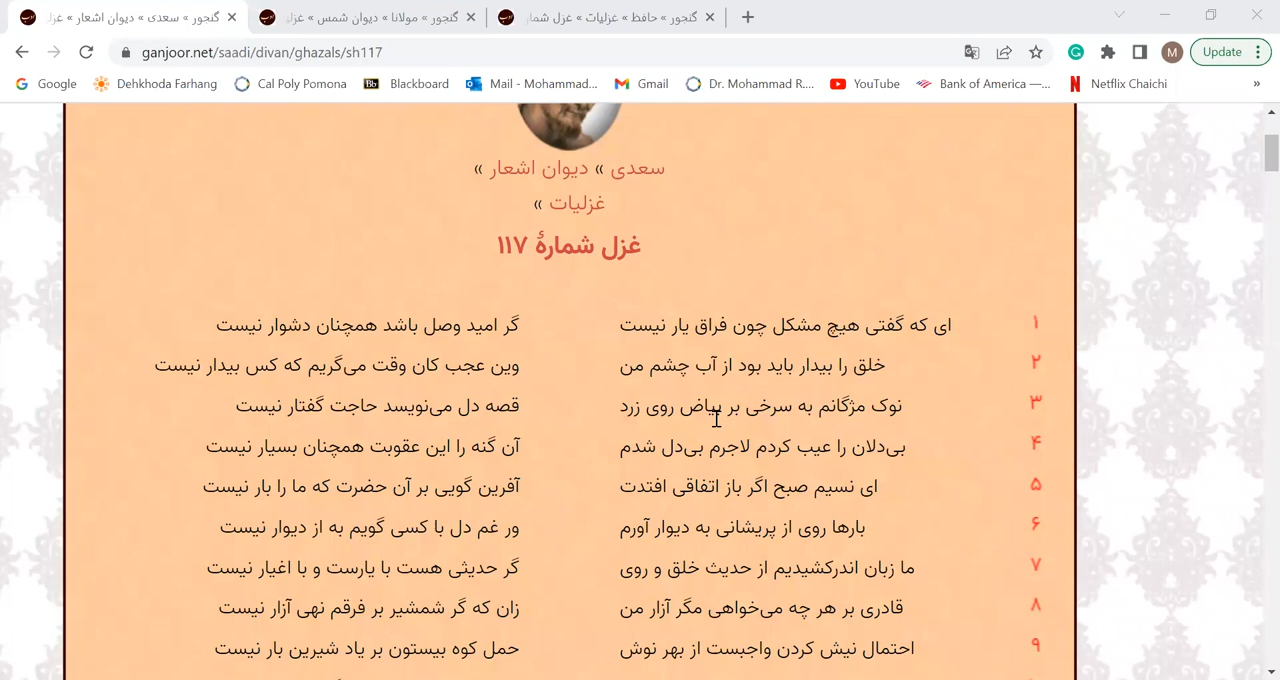 گنجور » سعدی » دیوان اشعار » غزل
گنجور » مولانا » دیوان شمس » غزل
گنجور » حافظ » غزلیات » غزل شمار
ganjoor.net/saadi/divan/ghazals/sh117
M
Update
Google Dehkhoda Farhang Cal Poly Pomona Bb Blackboard Mail - Mohammad... Gmail Dr. Mohammad R.... YouTube Bank of America —... N Netflix Chaichi »
سعدی » دیوان اشعار »
غزلیات »
غزل شمارهٔ ۱۱۷
۱ ای که گفتی هیچ مشکل چون فراق یار نیست گر امید وصل باشد همچنان دشوار نیست
۲ خلق را بیدار باید بود از آب چشم من وین عجب کان وقت می‌گریم که کس بیدار نیست
۳ نوک مژگانم به سرخی بر بیاض روی زرد قصه دل می‌نویسد حاجت گفتار نیست
۴ بی‌دلان را عیب کردم لاجرم بی‌دل شدم آن گنه را این عقوبت همچنان بسیار نیست
۵ ای نسیم صبح اگر باز اتفاقی افتدت آفرین گویی بر آن حضرت که ما را بار نیست
۶ بارها روی از پریشانی به دیوار آورم ور غم دل با کسی گویم به از دیوار نیست
۷ ما زبان اندرکشیدیم از حدیث خلق و روی گر حدیثی هست با یارست و با اغیار نیست
۸ قادری بر هر چه می‌خواهی مگر آزار من زان که گر شمشیر بر فرقم نهی آزار نیست
۹ احتمال نیش کردن واجبست از بهر نوش حمل کوه بیستون بر یاد شیرین بار نیست